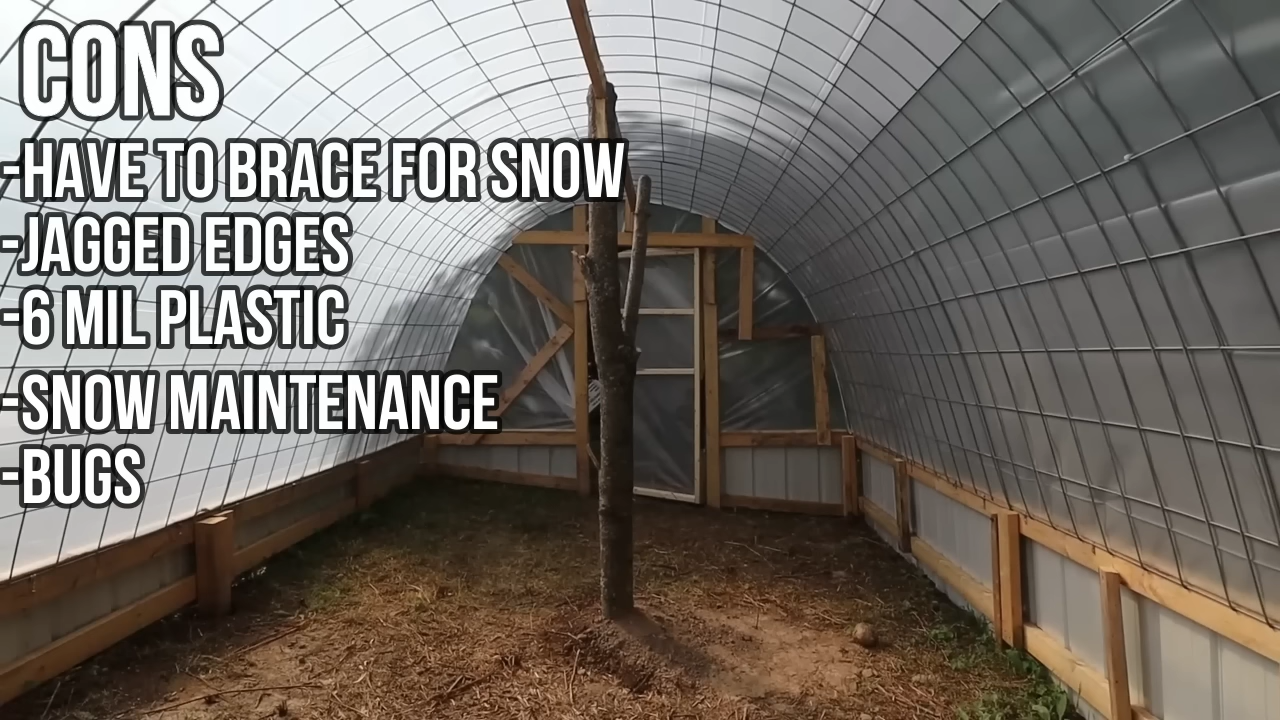 CONS
-HAVE TO BRACE FOR SNOW
-JAGGED EDGES
-6 MIL PLASTIC
-SNOW MAINTENANCE
-BUGS